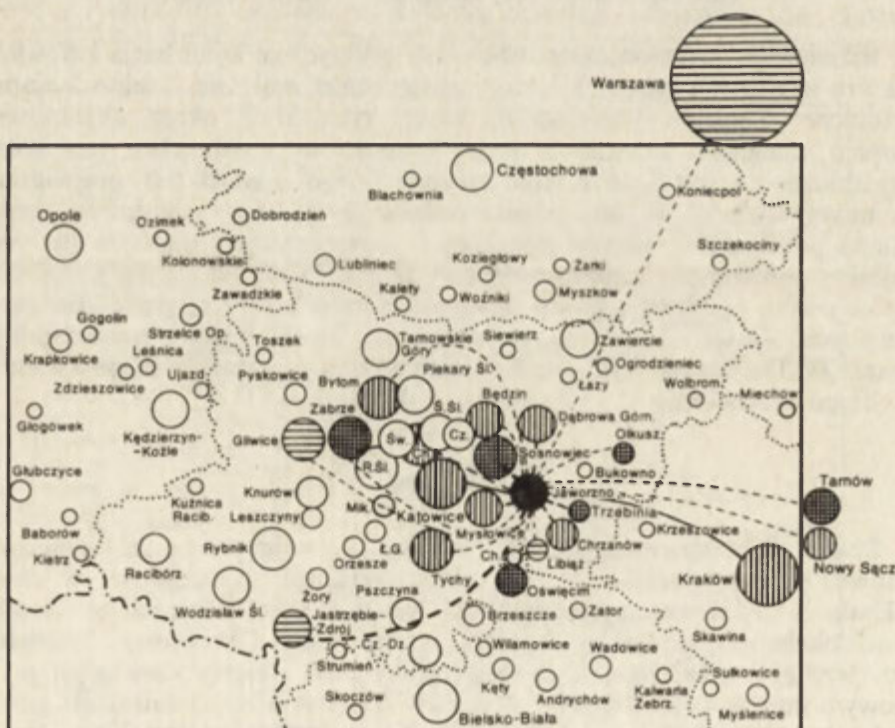 Warszawa
Częstochowa
Blachownia
Koniecpol
Opole
Ozimek
Dobrodzień
Kolonowskie
Szczekociny
Lubliniec
Koziegłowy
Żarki
Zawadzkie
Kalety
Woźniki
Myszków
Gogolin
Strzelce Op.
Toszek
Tarnowskie
Góry
Siewierz
Zawiercie
Krapkowice
Leśnica
Zdzieszowice
Ujazd
Pyskowice
Piekary Śl.
Ogrodzieniec
Łazy
Wolbrom
Miechów
Bytom
Będzin
Głogówek
Zabrze
S.Śl.
Dąbrowa Górn.
Kędzierzyn-
Koźle
Gliwice
Św.
Ch.
Cz.
Olkusz
Sosnowiec
Głubczyce
R.Śl.
Bukowno
Tarnów
Kuźnica
Racib.
Knurów
Jaworzno
Leszczyny
Mik.
Katowice
Trzebinia
Baborów
Mysłowice
Krzeszowice
Kietrz
Rybnik
Ł.G.
Chrzanów
Racibórz
Orzesze
Ch.
Libiąż
Nowy Sącz
Tychy
Kraków
Wodzisław Śl.
Żory
Pszczyna
Oświęcim
Jastrzębie-
Zdrój
Brzeszcze
Zator
Skawina
Cz.-Dz.
Strumień
Wilamowice
Wadowice
Kęty
Andrychów
Kalwaria
Zebrz.
Sułkowice
Skoczów
Bielsko-Biała
Myślenice